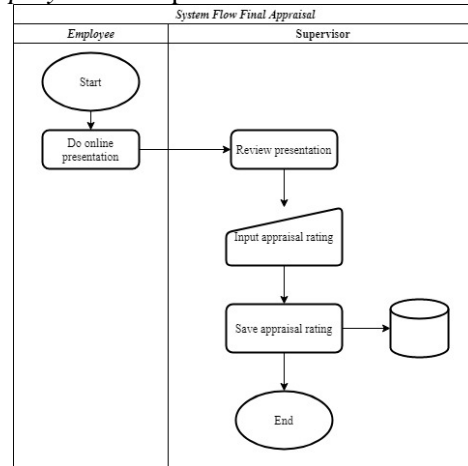 System Flow Final Appraisal
Employee
Supervisor
Start
Do online
presentation
Review presentation
Input appraisal rating
Save appraisal rating
End